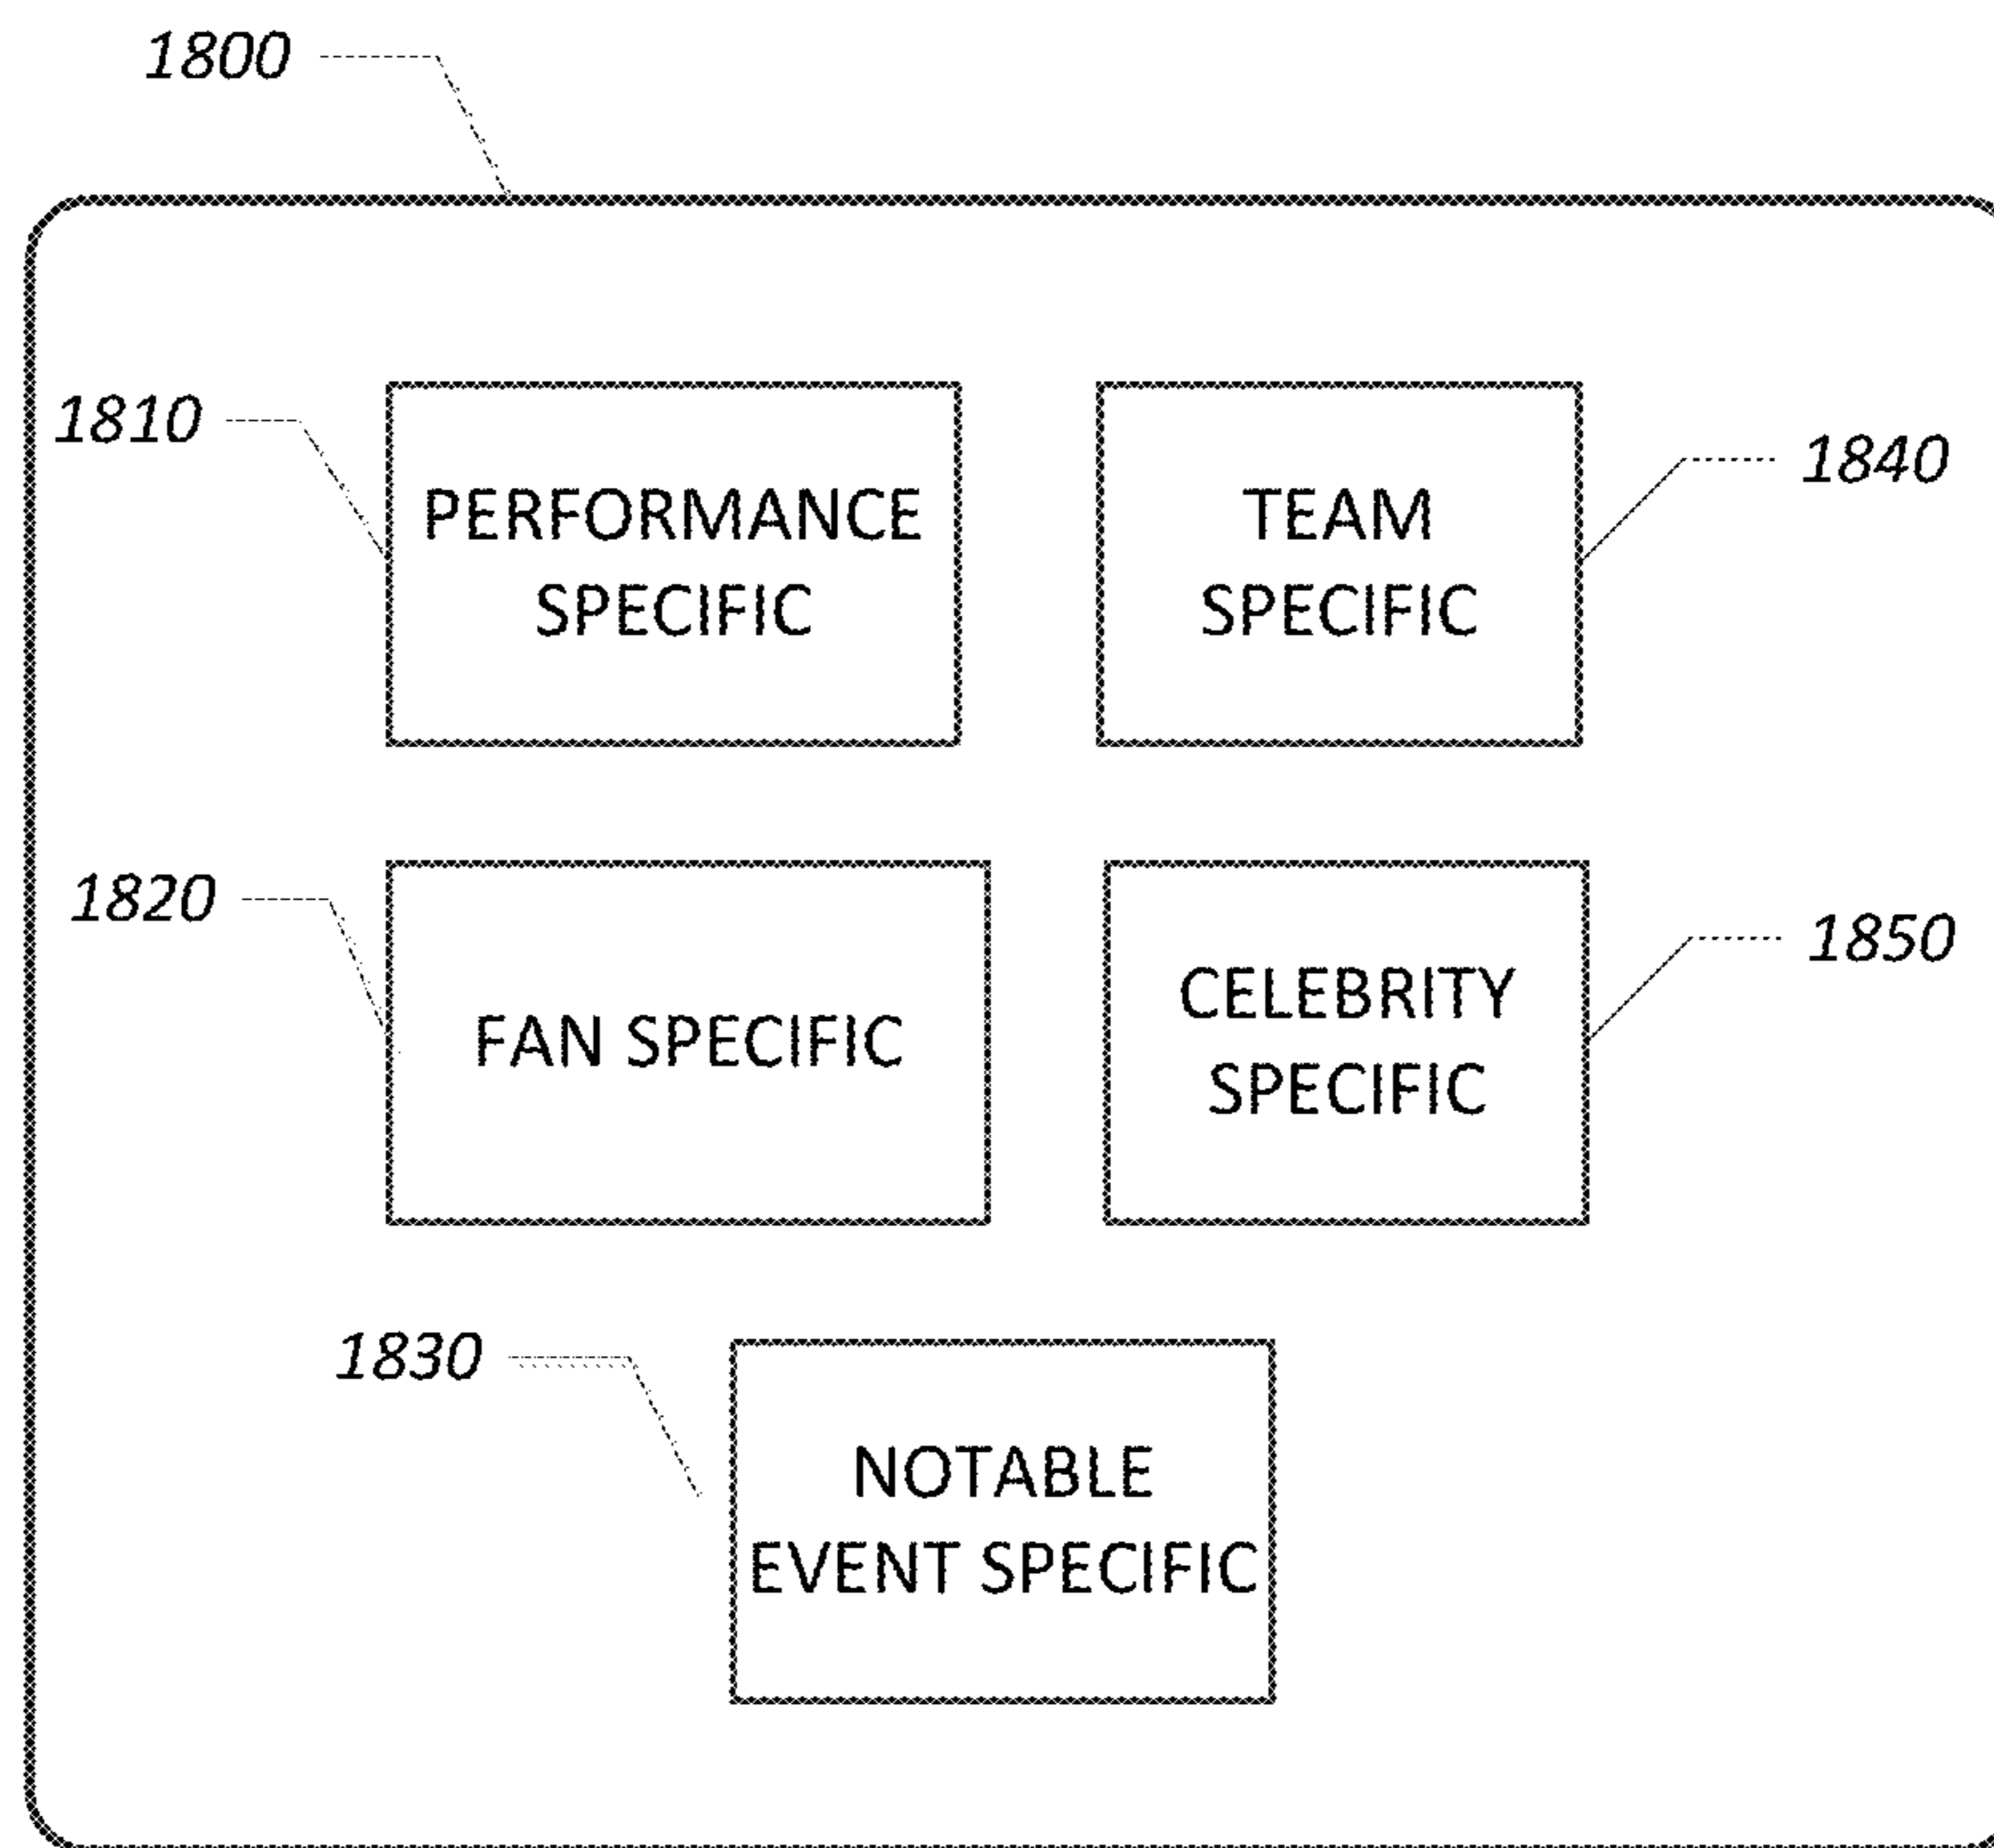 1800
1810
PERFORMANCE
SPECIFIC
TEAM
SPECIFIC
1840
1820
FAN SPECIFIC
CELEBRITY
SPECIFIC
1850
1830
NOTABLE
EVENT SPECIFIC